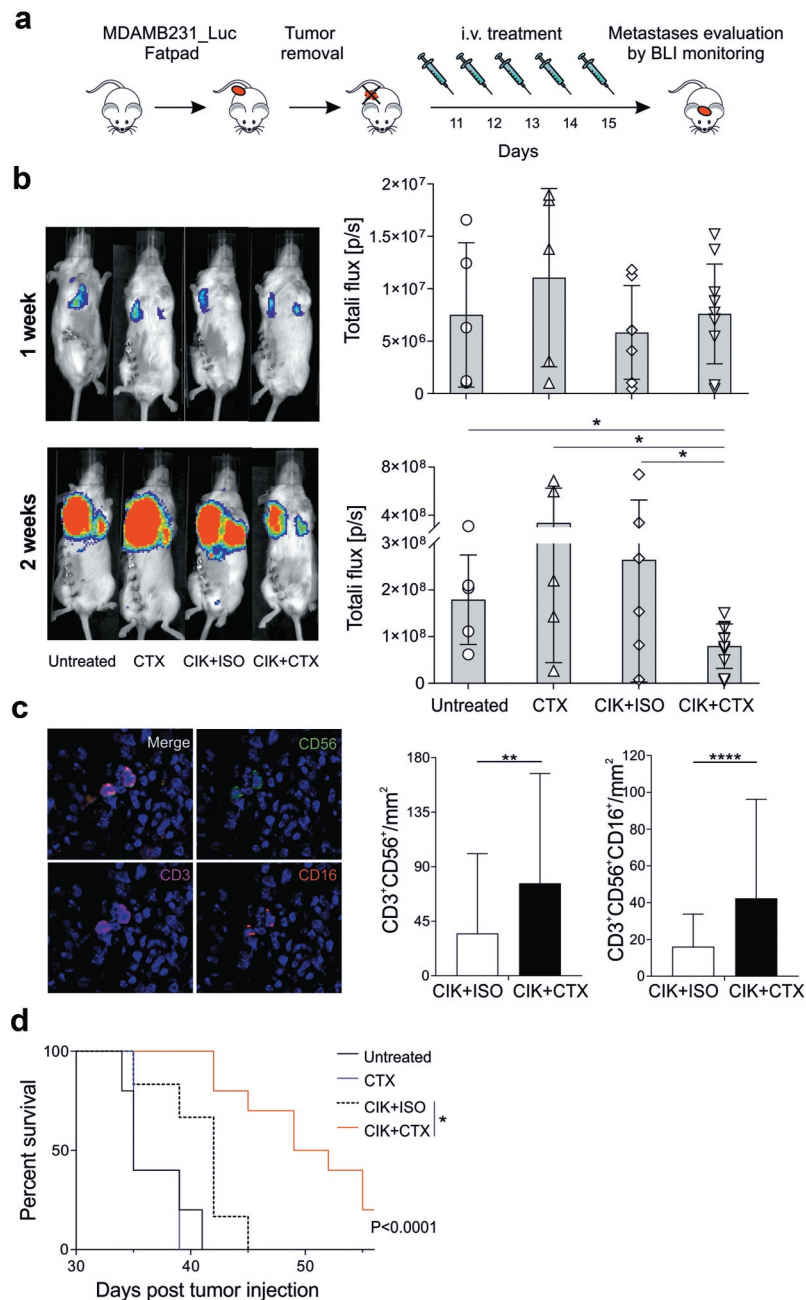 a
MDAMB231_Luc
Fatpad
Tumor
removal
i.v. treatment
Metastases evaluation
by BLI monitoring
11 12 13 14 15
Days
b
1 week
2 weeks
Untreated CTX CIK+ISO CIK+CTX
Totali flux [p/s]
2×10⁷
1.5×10⁷
1×10⁷
5×10⁶
0
* 
*
*
Totali flux [p/s]
8×10⁸
4×10⁸
3×10⁸
2×10⁸
1×10⁸
0
Untreated CTX CIK+ISO CIK+CTX
c
Merge
CD56
CD3
CD16
CD3⁺CD56⁺/mm²
180
135
90
45
0
**
CIK+ISO CIK+CTX
CD3⁺CD56⁺CD16⁺/mm²
120
100
80
60
40
20
0
****
CIK+ISO CIK+CTX
d
Percent survival
100
50
0
30 40 50
Days post tumor injection
Untreated
CTX
CIK+ISO
CIK+CTX
*
P<0.0001